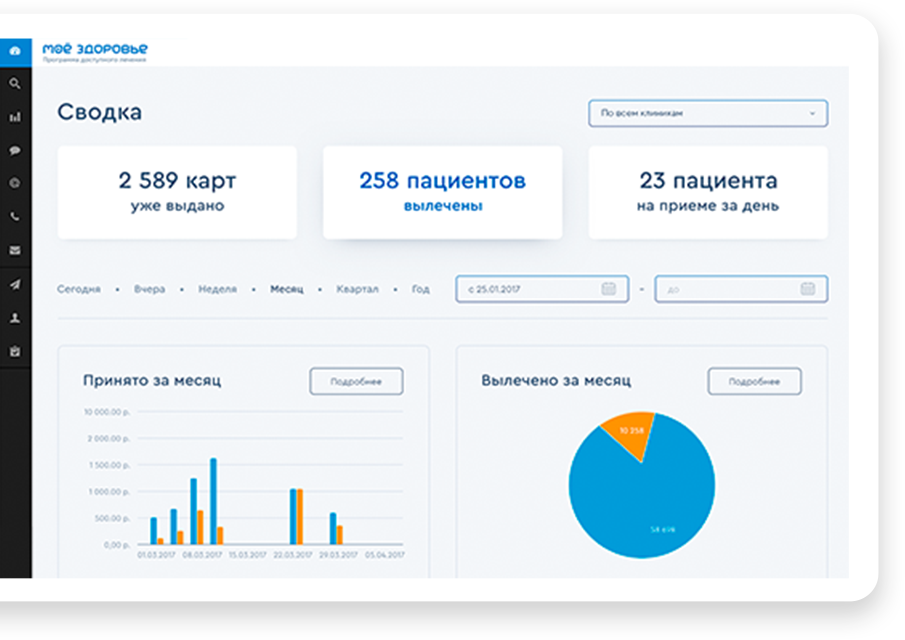 МОЁ ЗДОРОВЬЕ
Программа доступного лечения
Сводка
По всем клиникам
2 589 карт
уже выдано
258 пациентов
вылечены
23 пациента
на приеме за день
Сегодня • Вчера • Неделя • Месяц • Квартал • Год
с 25.01.2017 - до
Принято за месяц
Подробнее
10 000.00 р.
2 000.00 р.
1 500.00 р.
1 000.00 р.
500.00 р.
0,00 р.
01.03.2017 08.03.2017 15.03.2017 22.03.2017 29.03.2017 05.04.2017
Вылечено за месяц
Подробнее
10 258